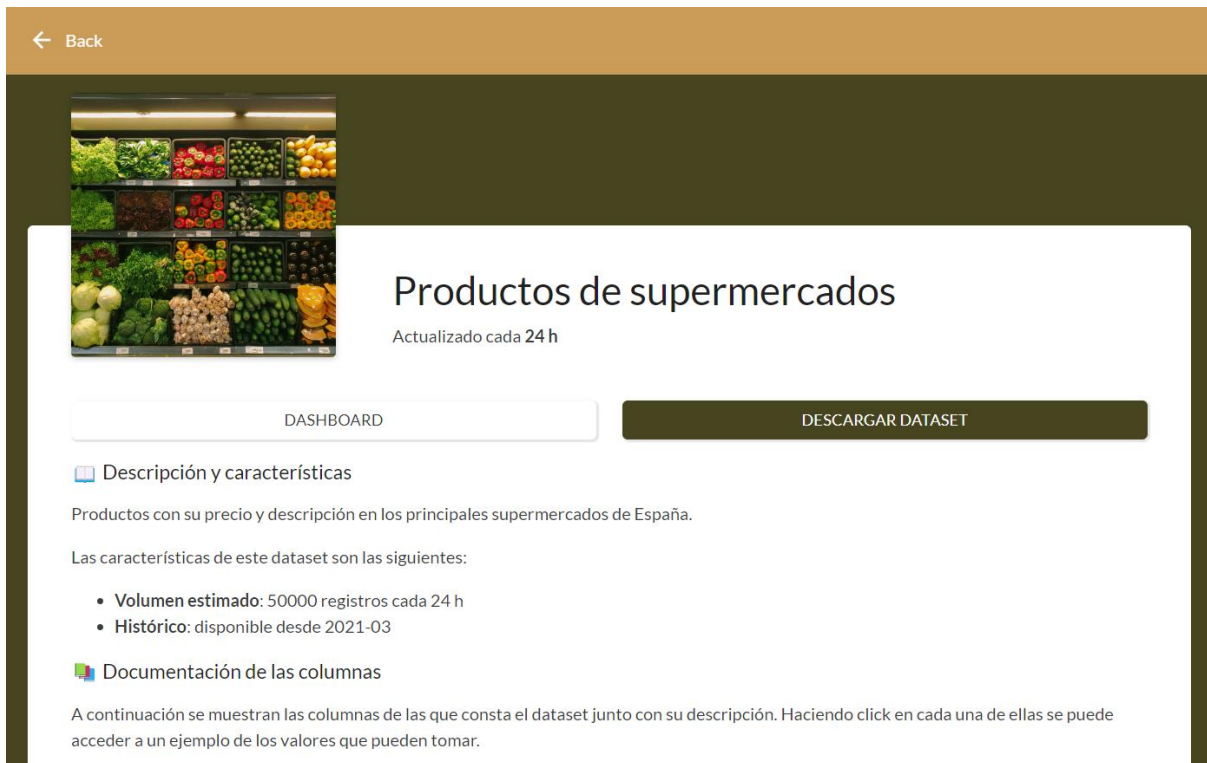 Back
Productos de supermercados
Actualizado cada 24 h
DASHBOARD
DESCARGAR DATASET
Descripción y características
Productos con su precio y descripción en los principales supermercados de España.
Las características de este dataset son las siguientes:
• Volumen estimado: 50000 registros cada 24 h
• Histórico: disponible desde 2021-03
Documentación de las columnas
A continuación se muestran las columnas de las que consta el dataset junto con su descripción. Haciendo click en cada una de ellas se puede
acceder a un ejemplo de los valores que pueden tomar.